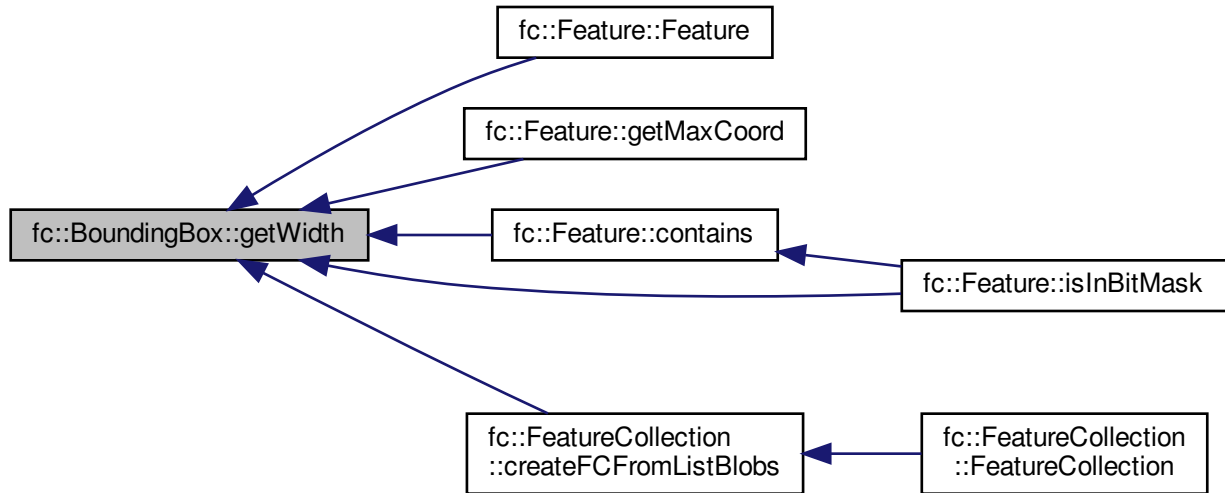 fc::Feature::Feature
fc::Feature::getMaxCoord
fc::BoundingBox::getWidth
fc::Feature::contains
fc::Feature::isInBitMask
fc::FeatureCollection
::createFCFromListBlobs
fc::FeatureCollection
::FeatureCollection